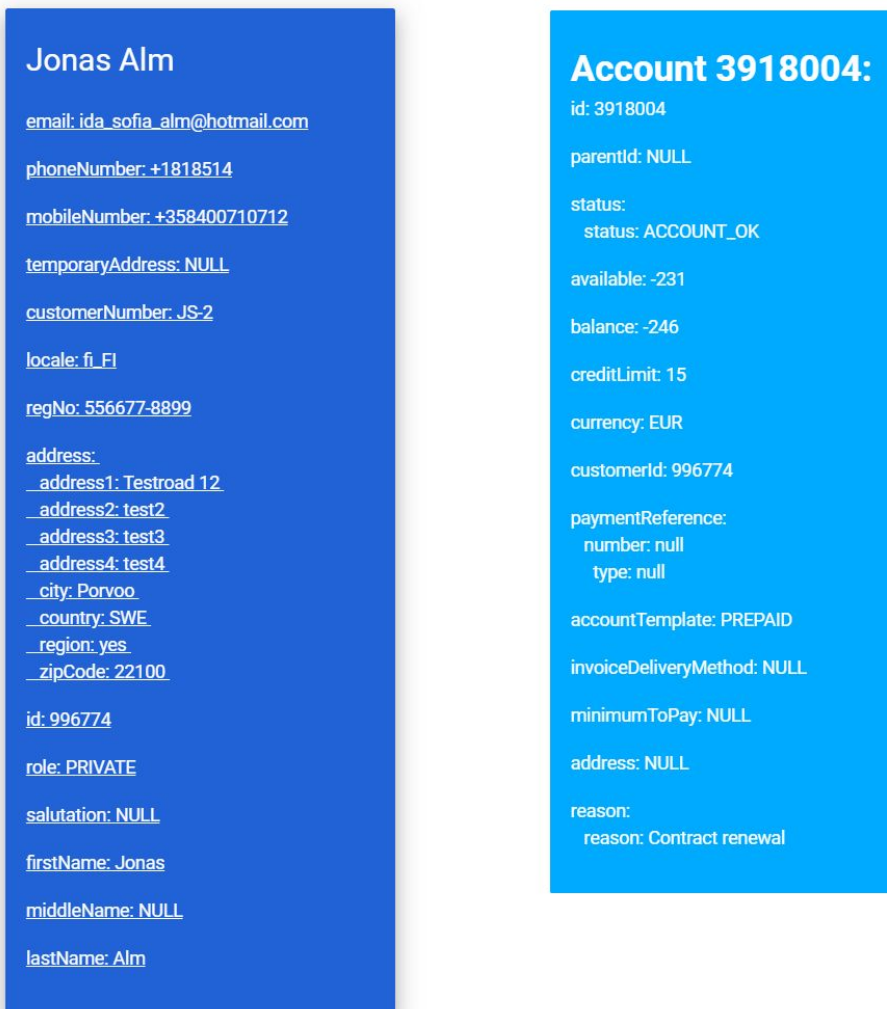 Jonas Alm
email: ida_sofia_alm@hotmail.com
phoneNumber: +1818514
mobileNumber: +358400710712
temporaryAddress: NULL
customerNumber: JS-2
locale: fi_FI
regNo: 556677-8899
address:
address1: Testroad 12
address2: test2
address3: test3
address4: test4
city: Porvoo
country: SWE
region: yes
zipCode: 22100
id: 996774
role: PRIVATE
salutation: NULL
firstName: Jonas
middleName: NULL
lastName: Alm
Account 3918004:
id: 3918004
parentId: NULL
status:
status: ACCOUNT_OK
available: -231
balance: -246
creditLimit: 15
currency: EUR
customerId: 996774
paymentReference:
number: null
type: null
accountTemplate: PREPAID
invoiceDeliveryMethod: NULL
minimumToPay: NULL
address: NULL
reason:
reason: Contract renewal